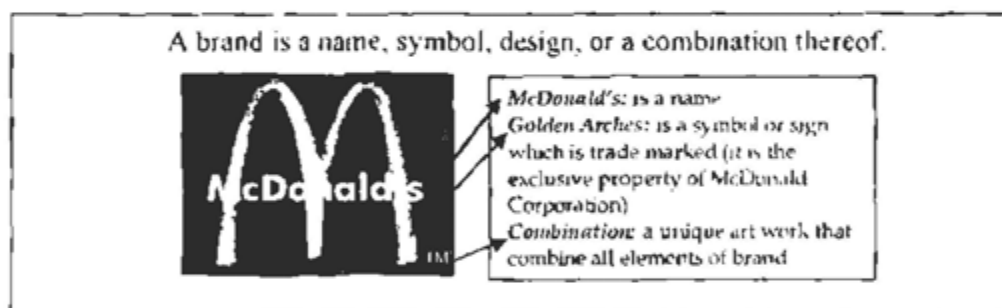 A brand is a name, symbol, design, or a combination thereof.
McDonald's
TM
McDonald's: is a name
Golden Arches: is a symbol or sign
which is trade marked (it is the
exclusive property of McDonald
Corporation)
Combination: a unique art work that
combine all elements of brand